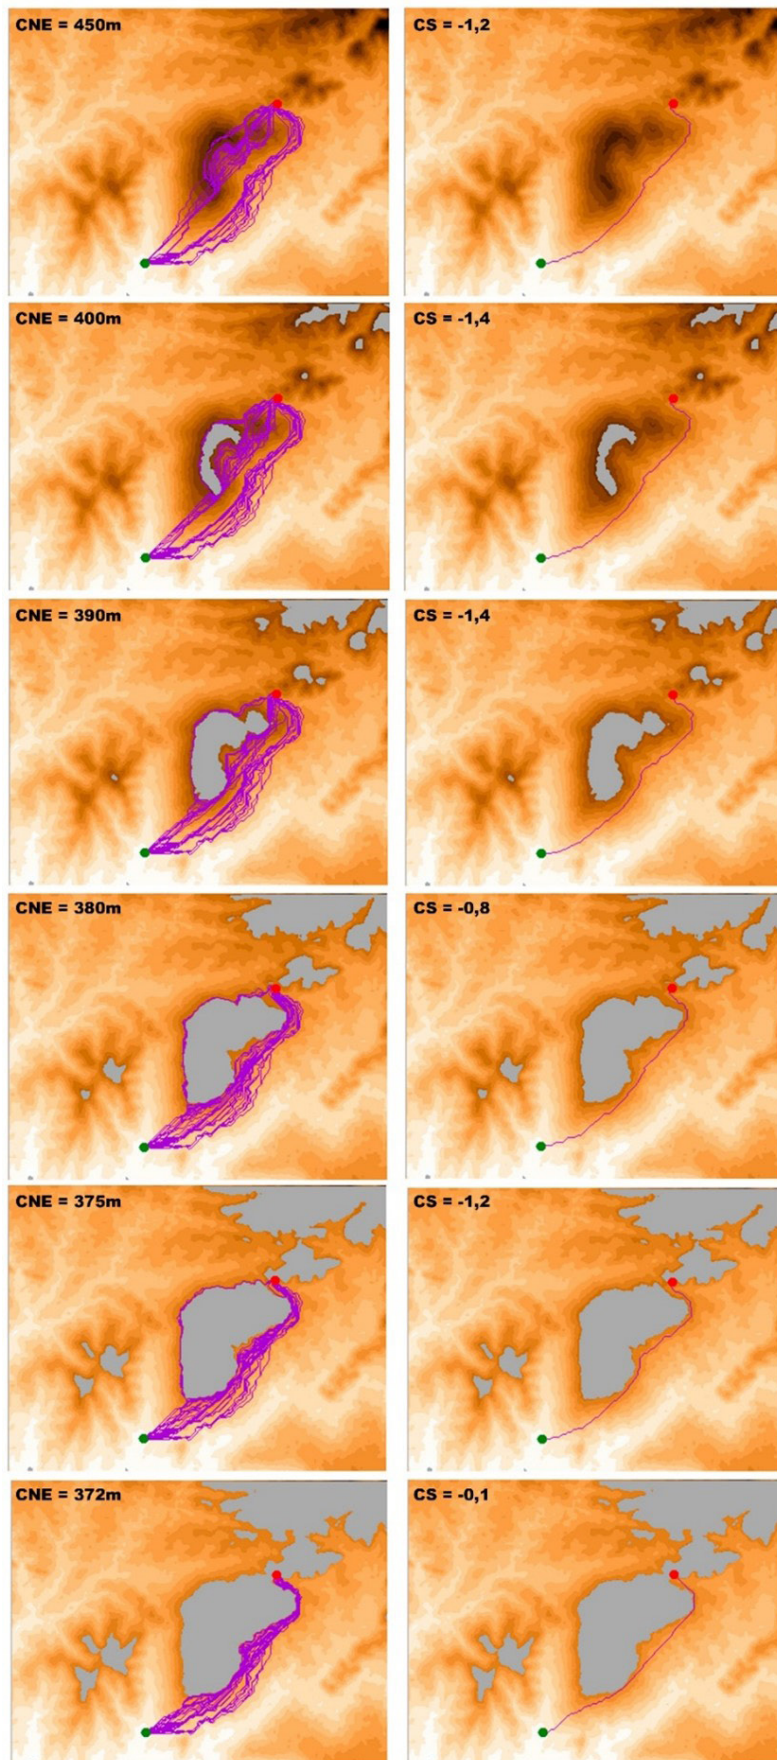 CNE = 450m
CS = -1,2
CNE = 400m
CS = -1,4
CNE = 390m
CS = -1,4
CNE = 380m
CS = -0,8
CNE = 375m
CS = -1,2
CNE = 372m
CS = -0,1